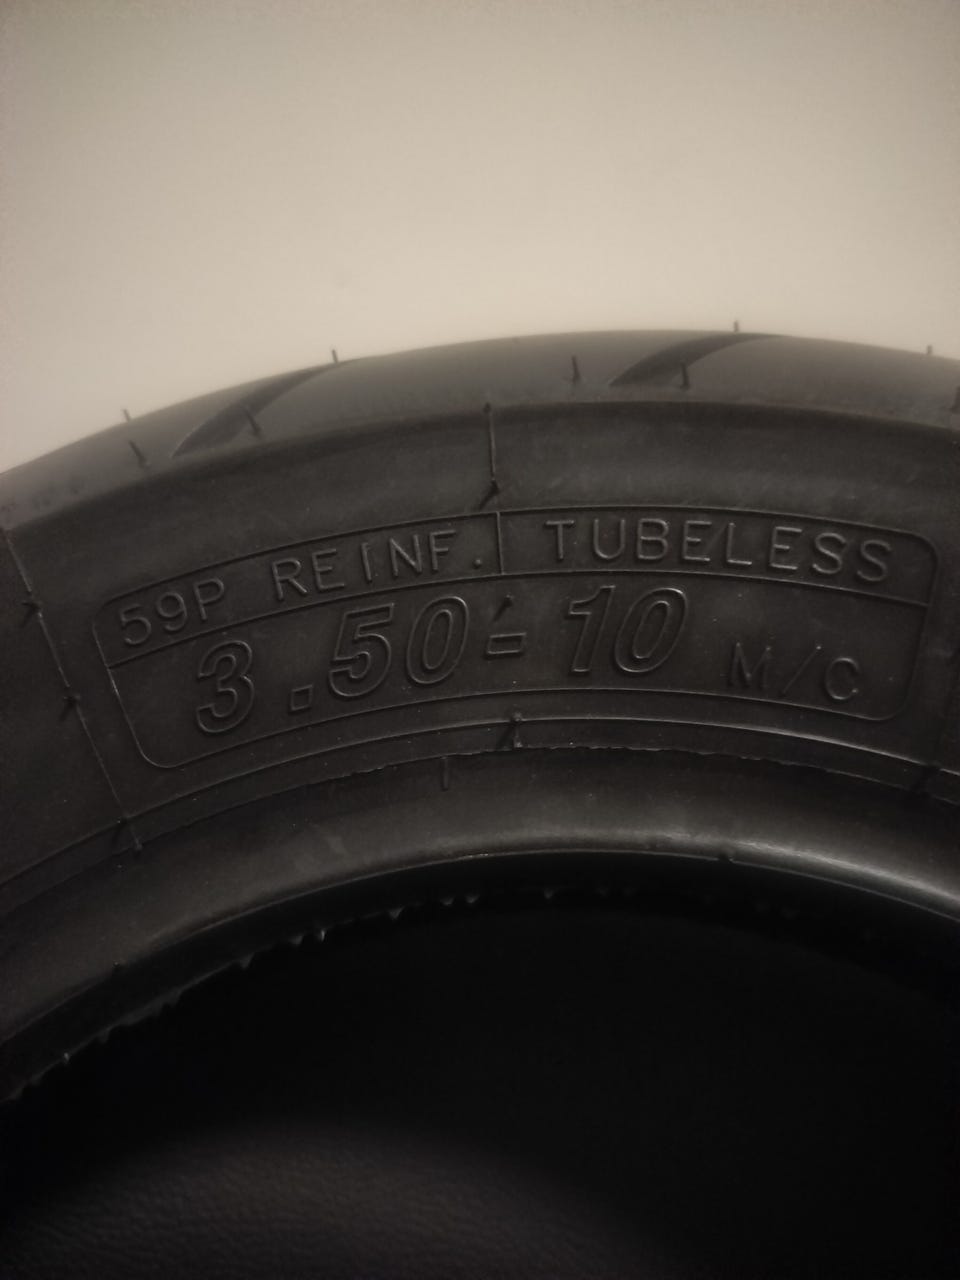 59P REINF. TUBELESS
3.50-10 M/C